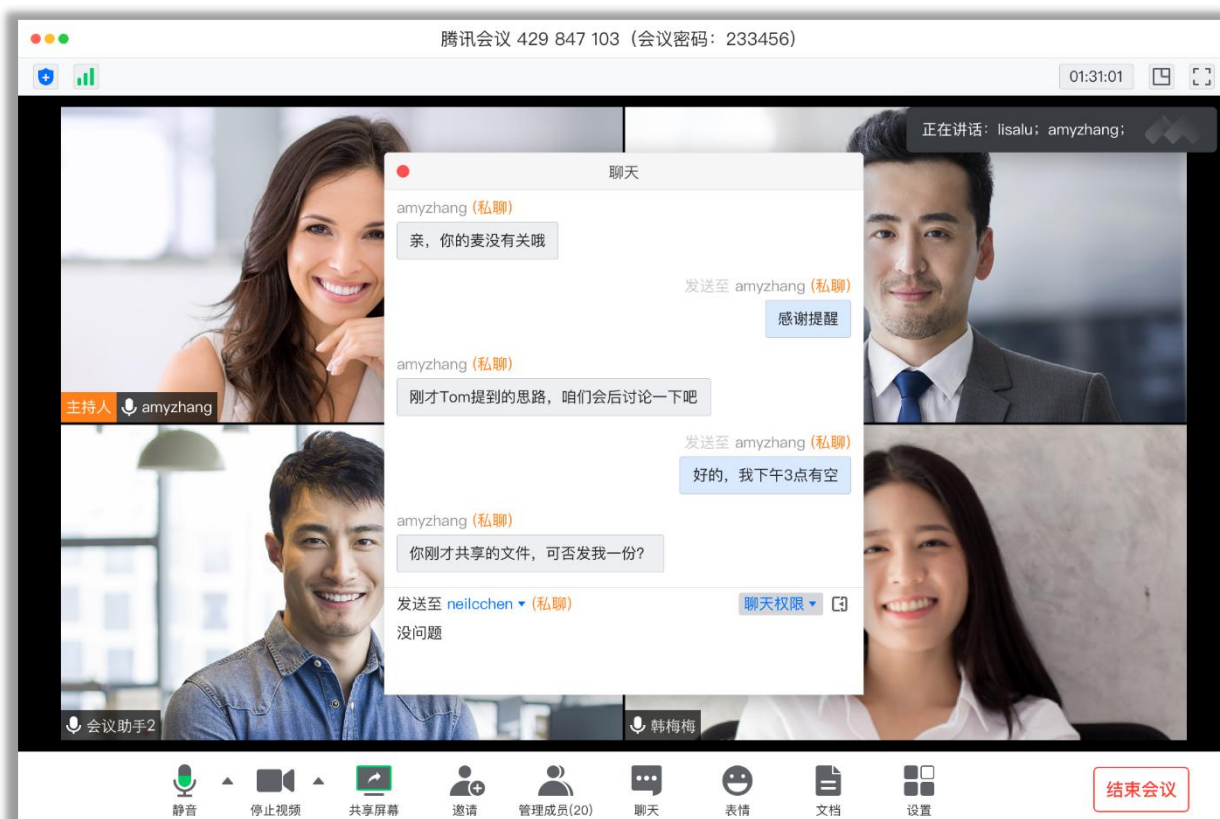 腾讯会议 429 847 103（会议密码：233456）
01:31:01
正在讲话：lisalu；amyzhang；
聊天
amyzhang (私聊)
亲，你的麦没有关哦
发送至 amyzhang (私聊)
感谢提醒
amyzhang (私聊)
刚才Tom提到的思路，咱们会后讨论一下吧
发送至 amyzhang (私聊)
好的，我下午3点有空
amyzhang (私聊)
你刚才共享的文件，可否发我一份？
发送至 neilcchen (私聊) 聊天权限
没问题
主持人 amyzhang
会议助手2
韩梅梅
静音 停止视频 共享屏幕 邀请 管理成员(20) 聊天 表情 文档 设置
结束会议